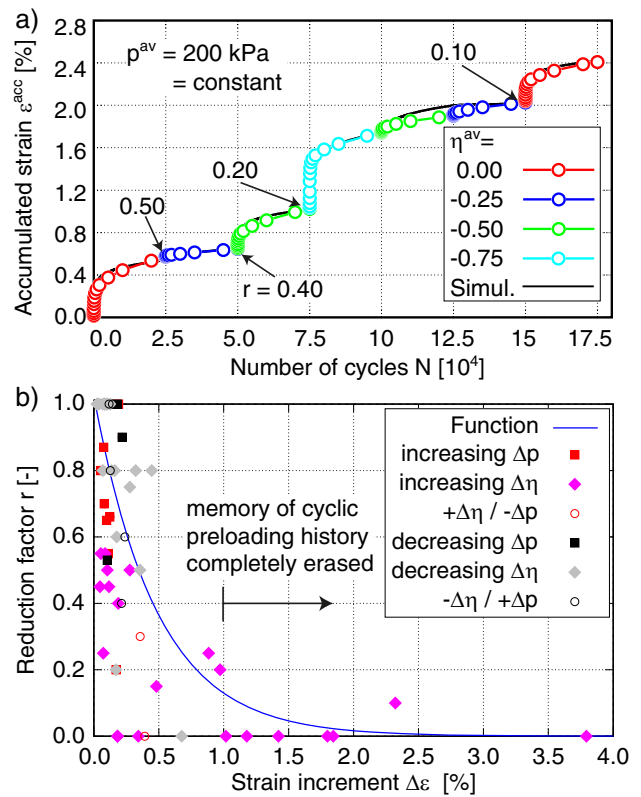 a)
Accumulated strain ε^acc [%]
2.8
2.4
2.0
1.6
1.2
0.8
0.4
0.0
p^av = 200 kPa
= constant
0.50
0.20
0.10
r = 0.40
η^av=
0.00
-0.25
-0.50
-0.75
Simul.
0.0 2.5 5.0 7.5 10 12.5 15 17.5
Number of cycles N [10^4]
b)
Reduction factor r [-]
1.0
0.8
0.6
0.4
0.2
0.0
Function
increasing Δp
increasing Δη
+Δη / -Δp
decreasing Δp
decreasing Δη
-Δη / +Δp
memory of cyclic
preloading history
completely erased
0.0 0.5 1.0 1.5 2.0 2.5 3.0 3.5 4.0
Strain increment Δε [%]